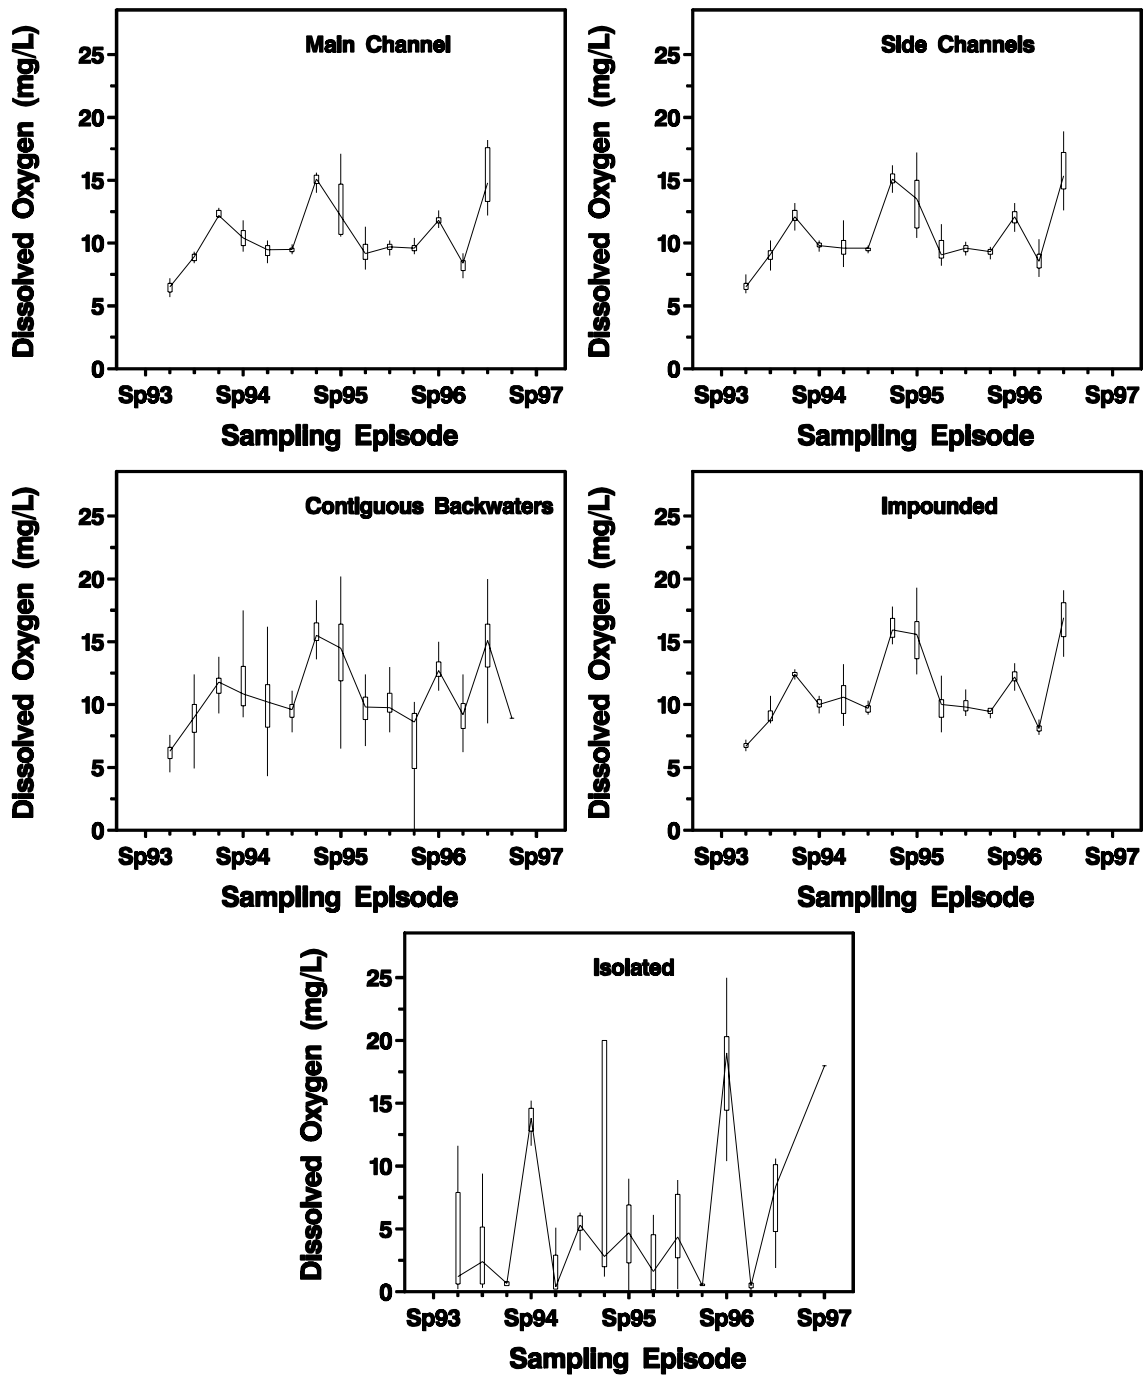 Main Channel
Dissolved Oxygen (mg/L)
25
20
15
10
5
0
Sp93 Sp94 Sp95 Sp96 Sp97
Sampling Episode
Side Channels
Dissolved Oxygen (mg/L)
25
20
15
10
5
0
Sp93 Sp94 Sp95 Sp96 Sp97
Sampling Episode
Contiguous Backwaters
Dissolved Oxygen (mg/L)
25
20
15
10
5
0
Sp93 Sp94 Sp95 Sp96 Sp97
Sampling Episode
Impounded
Dissolved Oxygen (mg/L)
25
20
15
10
5
0
Sp93 Sp94 Sp95 Sp96 Sp97
Sampling Episode
Isolated
Dissolved Oxygen (mg/L)
25
20
15
10
5
0
Sp93 Sp94 Sp95 Sp96 Sp97
Sampling Episode